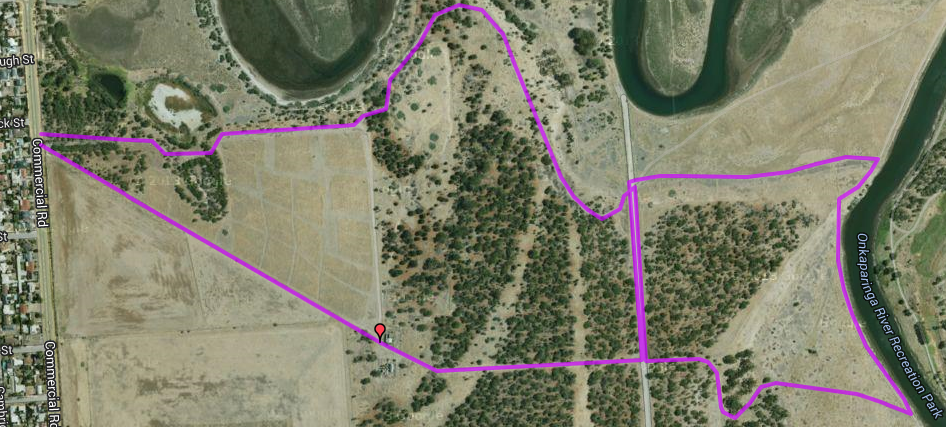 ugh St
ck St
Commercial Rd
St
Onkaparinga River Recreation Park
St
Commercial Rd